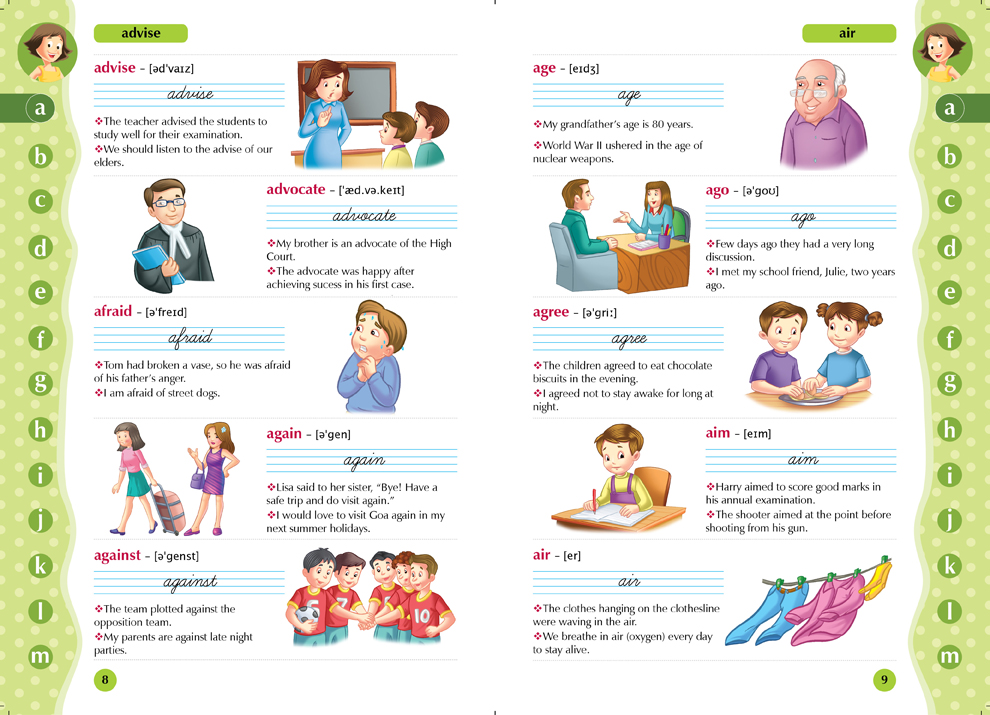 advise
advise – [ədˈvaɪz]
advise
❖The teacher advised the students to
study well for their examination.
❖We should listen to the advise of our
elders.
advocate – [ˈæd.və.keɪt]
advocate
❖My brother is an advocate of the High
Court.
❖The advocate was happy after
achieving sucess in his first case.
afraid – [əˈfreɪd]
afraid
❖Tom had broken a vase, so he was afraid
of his father’s anger.
❖I am afraid of street dogs.
again – [əˈgen]
again
❖Lisa said to her sister, “Bye! Have a
safe trip and do visit again.”
❖I would love to visit Goa again in my
next summer holidays.
against – [əˈgenst]
against
❖The team plotted against the
opposition team.
❖My parents are against late night
parties.
5
7
10
a
b
c
d
e
f
g
h
i
j
k
l
m
8
air
age – [eɪdʒ]
age
❖My grandfather’s age is 80 years.
❖World War II ushered in the age of
nuclear weapons.
ago – [əˈgoʊ]
ago
❖Few days ago they had a very long
discussion.
❖I met my school friend, Julie, two years
ago.
agree – [əˈgriː]
agree
❖The children agreed to eat chocolate
biscuits in the evening.
❖I agreed not to stay awake for long at
night.
aim – [eɪm]
aim
❖Harry aimed to score good marks in
his annual examination.
❖The shooter aimed at the point before
shooting from his gun.
air – [er]
air
❖The clothes hanging on the clothesline
were waving in the air.
❖We breathe in air (oxygen) every day
to stay alive.
a
b
c
d
e
f
g
h
i
j
k
l
m
9